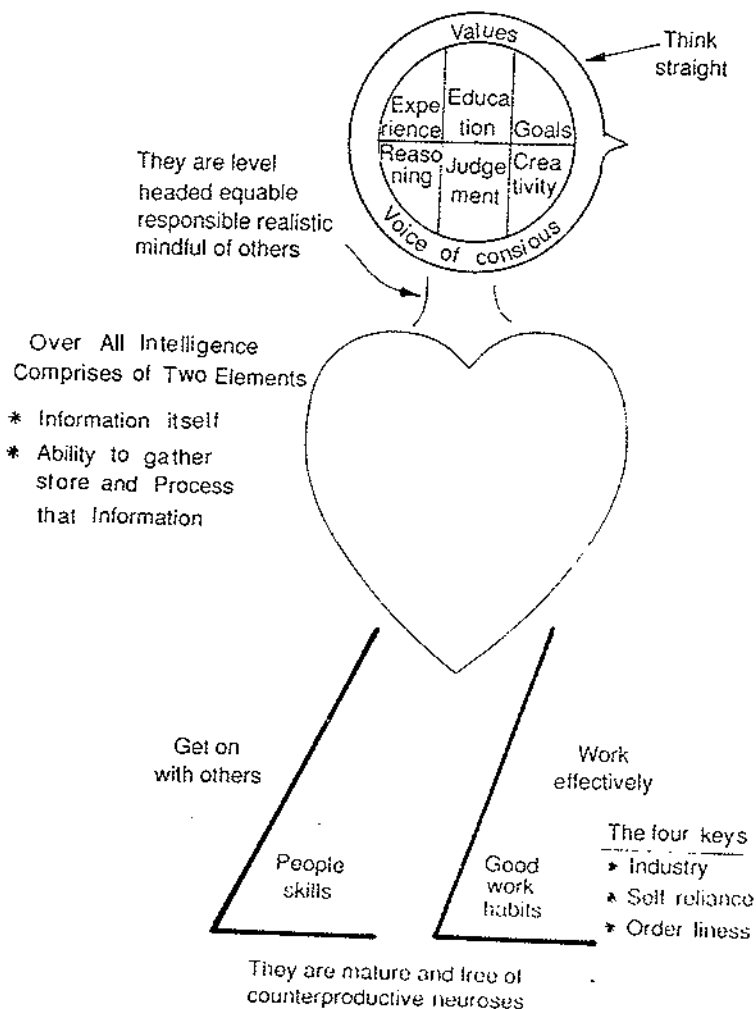 Values
Think
straight
Expe
rience
Educa
tion
Goals
Reaso
ning
Judge
ment
Crea
tivity
Voice of consious
They are level
headed equable
responsible realistic
mindful of others
Over All Intelligence
Comprises of Two Elements
* Information itself
* Ability to gather
store and Process
that Information
Get on
with others
Work
effectively
People
skills
Good
work
habits
The four keys
* Industry
* Self reliance
* Order liness
They are mature and free of
counterproductive neuroses